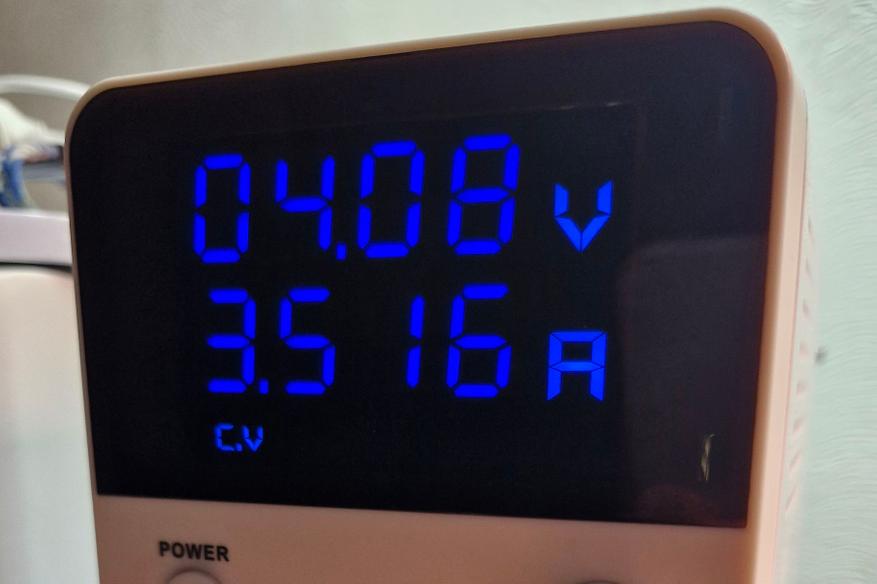 04.08 V
3.516 A
C.V
POWER